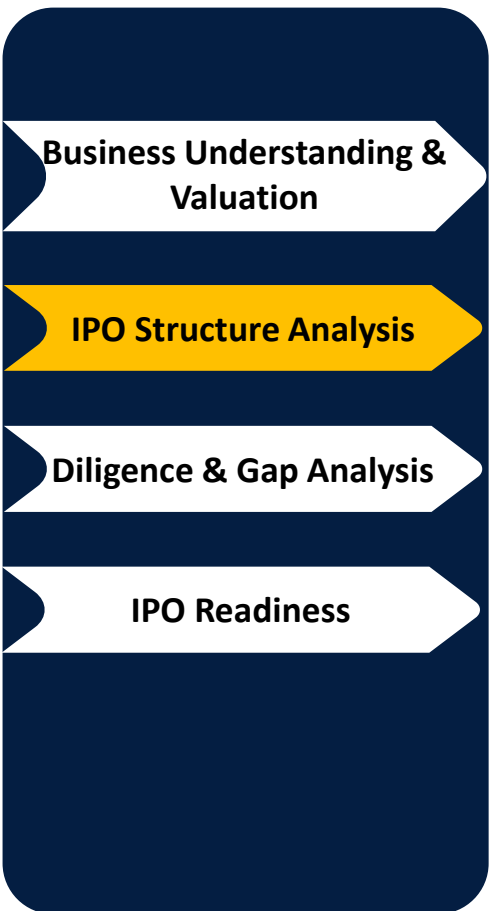 Business Understanding &
Valuation
IPO Structure Analysis
Diligence & Gap Analysis
IPO Readiness